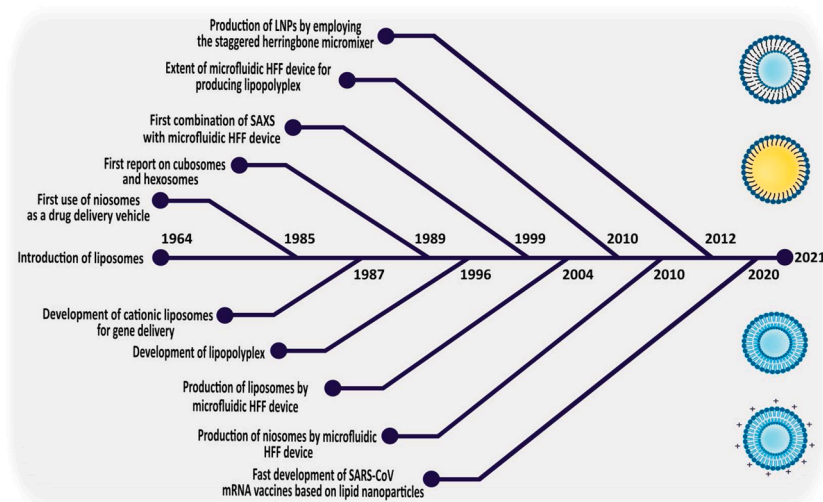 Production of LNPs by employing
the staggered herringbone micromixer
Extent of microfluidic HFF device for
producing lipopolyplex
First combination of SAXS
with microfluidic HFF device
First report on cubosomes
and hexosomes
First use of niosomes
as a drug delivery vehicle
1964
1985
1989
1999
2010
2012
Introduction of liposomes
2021
1987
1996
2004
2010
2020
Development of cationic liposomes
for gene delivery
Development of lipopolyplex
Production of liposomes by
microfluidic HFF device
Production of niosomes by microfluidic
HFF device
Fast development of SARS-CoV
mRNA vaccines based on lipid nanoparticles